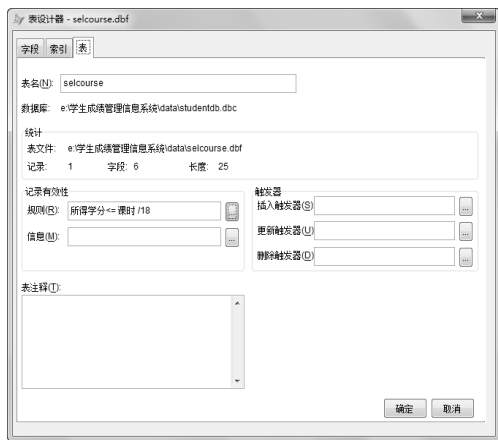 表设计器 - selcourse.dbf
字段 索引 表
表名(N): selcourse
数据库: e:\学生成绩管理信息系统\data\studentdb.dbc
统计
表文件: e:\学生成绩管理信息系统\data\selcourse.dbf
记录: 1 字段: 6 长度: 25
记录有效性
规则(R): 所得学分<= 课时 /18 ...
信息(M): ...
触发器
插入触发器(S) ...
更新触发器(U) ...
删除触发器(D) ...
表注释(T):
确定 取消